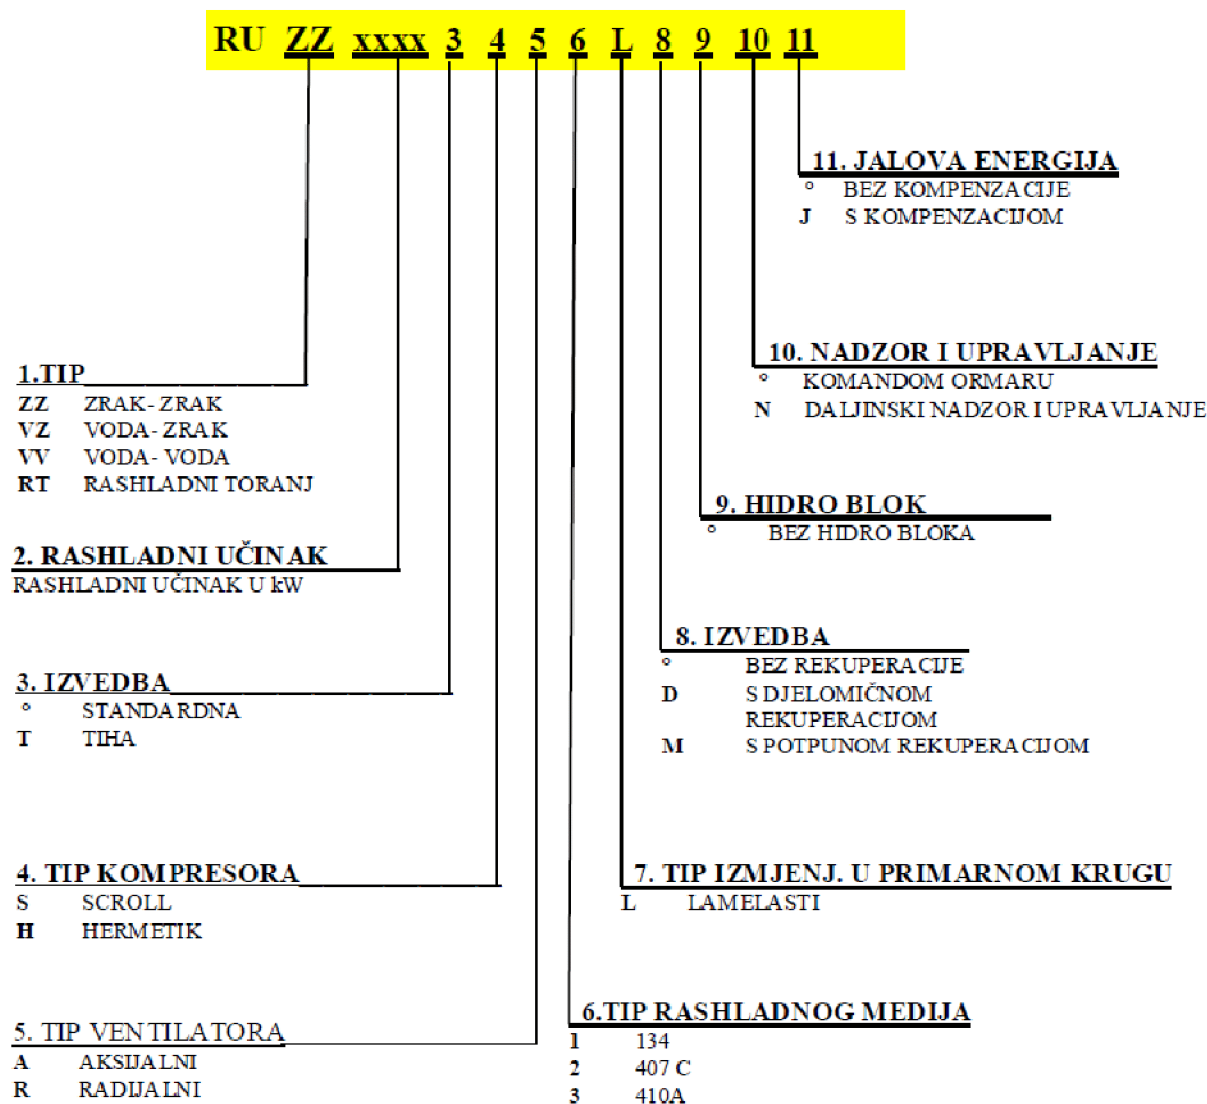 RU ZZ xxxx 3 4 5 6 L 8 9 10 11
11. JALOVA ENERGIJA
° BEZ KOMPENZACIJE
J S KOMPENZACIJOM
10. NADZOR I UPRAVLJANJE
° KOMANDOM ORMARU
N DALJINSKI NADZOR I UPRAVLJANJE
1.TIP
ZZ ZRAK- ZRAK
VZ VODA- ZRAK
VV VODA- VODA
RT RASHLADNI TORANJ
9. HIDRO BLOK
° BEZ HIDRO BLOKA
2. RASHLADNI UČINAK
RASHLADNI UČINAK U kW
8. IZVEDBA
° BEZ REKUPERACIJE
D S DJELOMIČNOM
REKUPERACIJOM
M S POTPUNOM REKUPERACIJOM
3. IZVEDBA
° STANDARDNA
T TIHA
4. TIP KOMPRESORA
S SCROLL
H HERMETIK
7. TIP IZMJENJ. U PRIMARNOM KRUGU
L LAMELASTI
5. TIP VENTILATORA
A AKSIJALNI
R RADIJALNI
6.TIP RASHLADNOG MEDIJA
1 134
2 407 C
3 410A